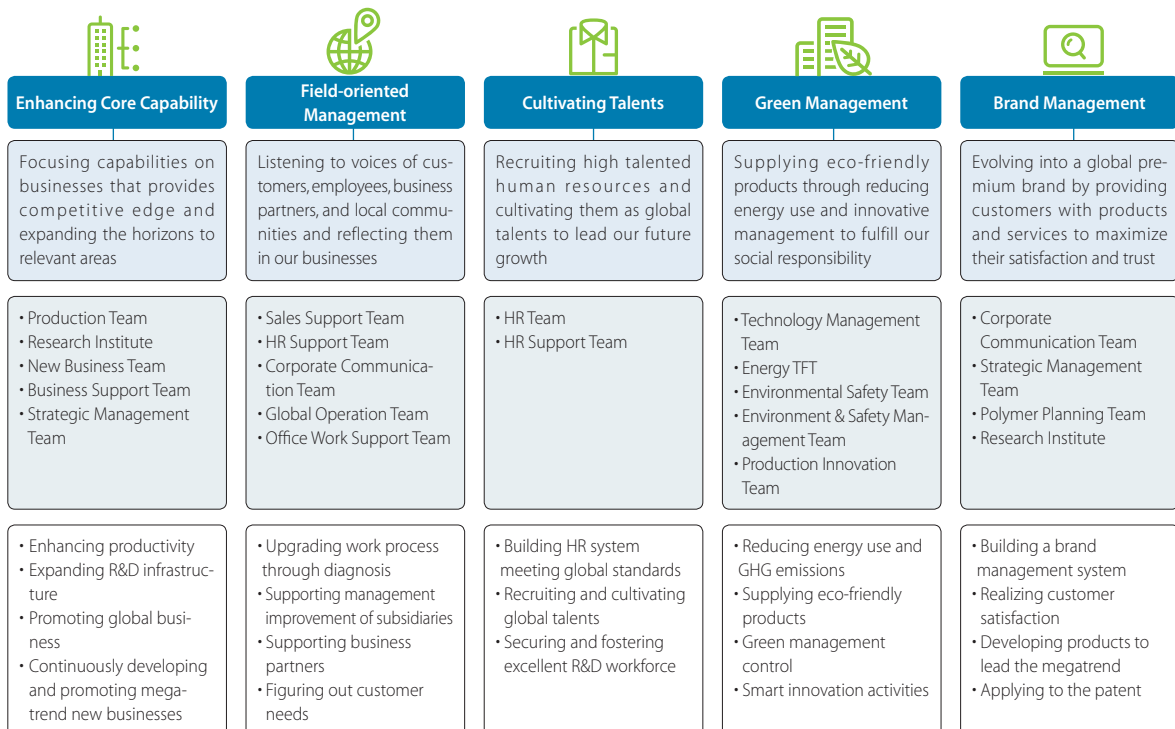 Enhancing Core Capability
Focusing capabilities on
businesses that provides
competitive edge and
expanding the horizons to
relevant areas
• Production Team
• Research Institute
• New Business Team
• Business Support Team
• Strategic Management
Team
• Enhancing productivity
• Expanding R&D infrastruc-
ture
• Promoting global busi-
ness
• Continuously developing
and promoting mega-
trend new businesses
Field-oriented
Management
Listening to voices of cus-
tomers, employees, business
partners, and local commu-
nities and reflecting them
in our businesses
• Sales Support Team
• HR Support Team
• Corporate Communica-
tion Team
• Global Operation Team
• Office Work Support Team
• Upgrading work process
through diagnosis
• Supporting management
improvement of subsidiaries
• Supporting business
partners
• Figuring out customer
needs
Cultivating Talents
Recruiting high talented
human resources and
cultivating them as global
talents to lead our future
growth
• HR Team
• HR Support Team
• Building HR system
meeting global standards
• Recruiting and cultivating
global talents
• Securing and fostering
excellent R&D workforce
Green Management
Supplying eco-friendly
products through reducing
energy use and innovative
management to fulfill our
social responsibility
• Technology Management
Team
• Energy TFT
• Environmental Safety Team
• Environment & Safety Man-
agement Team
• Production Innovation
Team
• Reducing energy use and
GHG emissions
• Supplying eco-friendly
products
• Green management
control
• Smart innovation activities
Brand Management
Evolving into a global pre-
mium brand by providing
customers with products
and services to maximize
their satisfaction and trust
• Corporate
Communication Team
• Strategic Management
Team
• Polymer Planning Team
• Research Institute
• Building a brand
management system
• Realizing customer
satisfaction
• Developing products to
lead the megatrend
• Applying to the patent